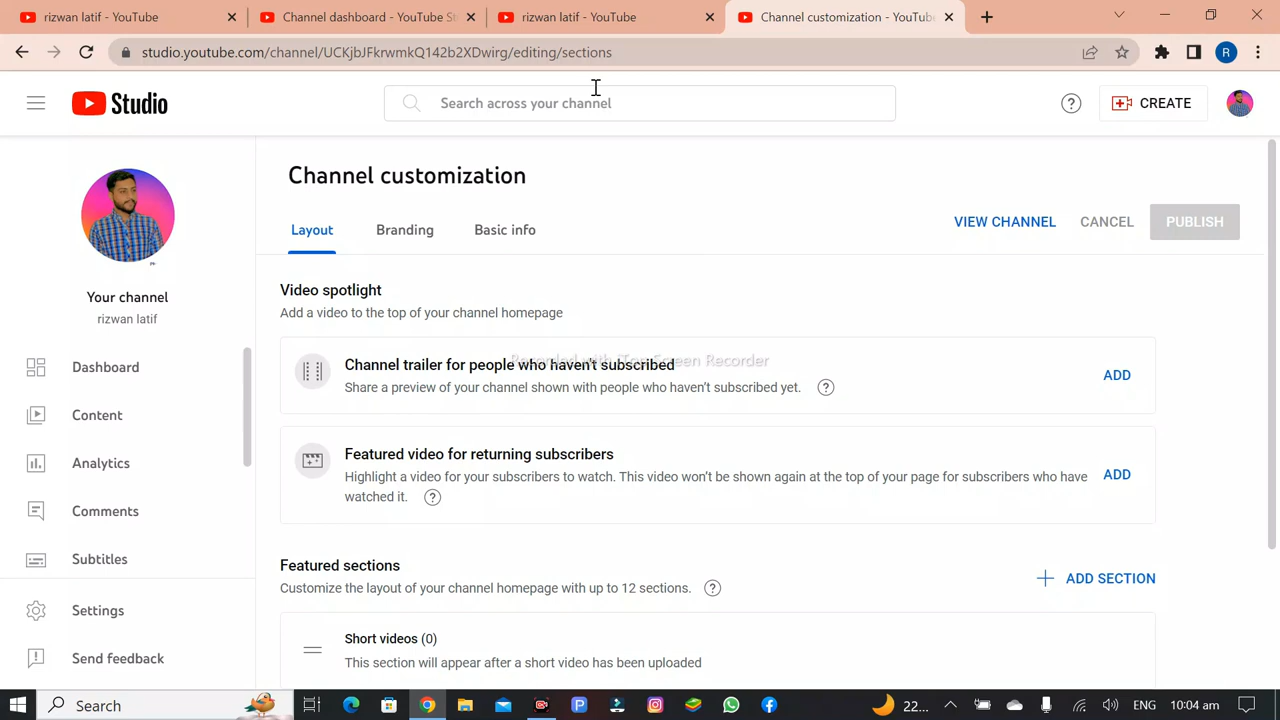 rizwan latif - YouTube
Channel dashboard - YouTube St
rizwan latif - YouTube
Channel customization - YouTube
studio.youtube.com/channel/UCKjbJFkrwmkQ142b2XDwirg/editing/sections
R
Studio
Search across your channel
CREATE
Channel customization
Layout
Branding
Basic info
VIEW CHANNEL
CANCEL
PUBLISH
Your channel
rizwan latif
Dashboard
Content
Analytics
Comments
Subtitles
Settings
Send feedback
Video spotlight
Add a video to the top of your channel homepage
Recorded with iTop Screen Recorder
Channel trailer for people who haven't subscribed
Share a preview of your channel shown with people who haven't subscribed yet.
ADD
Featured video for returning subscribers
Highlight a video for your subscribers to watch. This video won't be shown again at the top of your page for subscribers who have
watched it.
ADD
Featured sections
Customize the layout of your channel homepage with up to 12 sections.
ADD SECTION
Short videos (0)
This section will appear after a short video has been uploaded
Search
22...
ENG
10:04 am